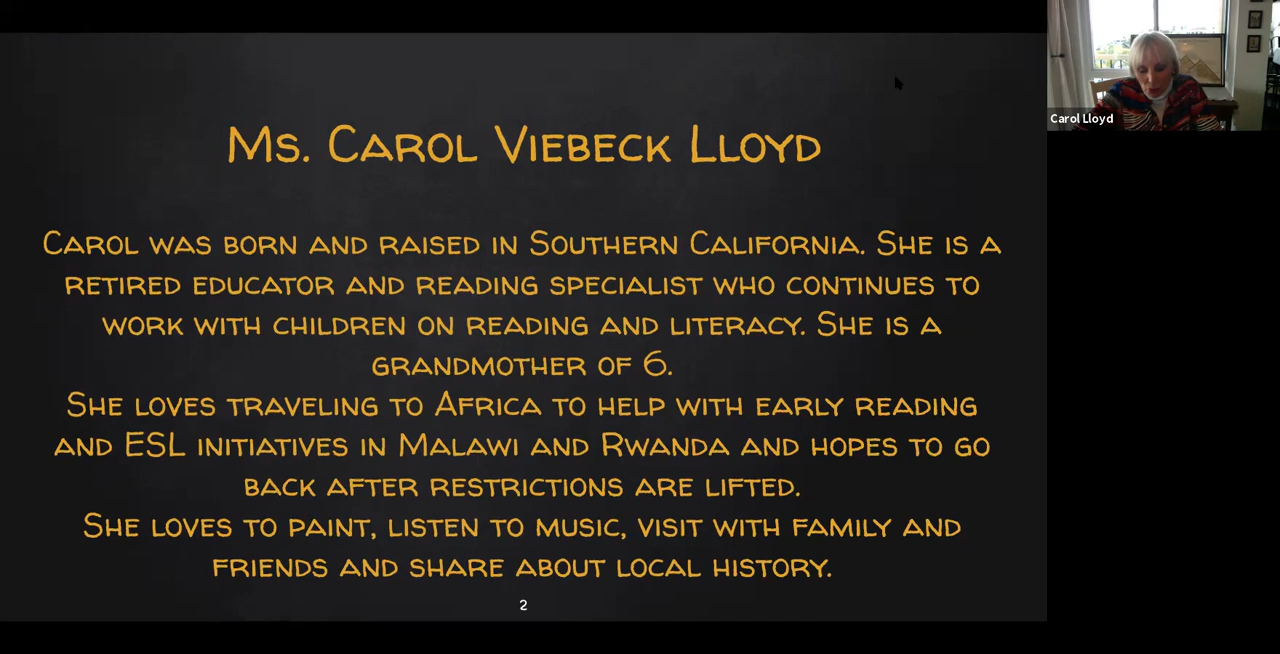 Ms. Carol Viebeck Lloyd
Carol was born and raised in Southern California. She is a
retired educator and reading specialist who continues to
work with children on reading and literacy. She is a
grandmother of 6.
She loves traveling to Africa to help with early reading
and ESL initiatives in Malawi and Rwanda and hopes to go
back after restrictions are lifted.
She loves to paint, listen to music, visit with family and
friends and share about local history.
2
Carol Lloyd